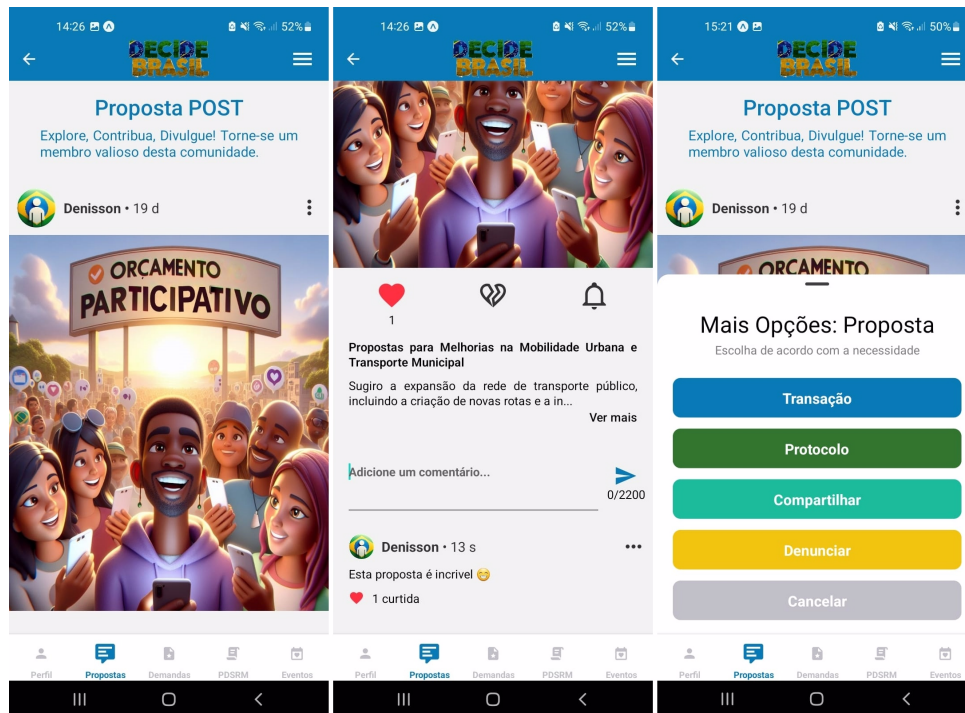 14:26
52%
DECIDE
BRASIL
Proposta POST
Explore, Contribua, Divulgue! Torne-se um
membro valioso desta comunidade.
Denisson • 19 d
ORÇAMENTO
PARTICIPATIVO
Perfil
Propostas
Demandas
PDSRM
Eventos
14:26
52%
DECIDE
BRASIL
1
Propostas para Melhorias na Mobilidade Urbana e
Transporte Municipal
Sugiro a expansão da rede de transporte público,
incluindo a criação de novas rotas e a in...
Ver mais
Adicione um comentário...
0/2200
Denisson • 13 s
Esta proposta é incrivel 😁
1 curtida
Perfil
Propostas
Demandas
PDSRM
Eventos
15:21
50%
DECIDE
BRASIL
Proposta POST
Explore, Contribua, Divulgue! Torne-se um
membro valioso desta comunidade.
Denisson • 19 d
ORÇAMENTO
Mais Opções: Proposta
Escolha de acordo com a necessidade
Transação
Protocolo
Compartilhar
Denunciar
Cancelar
Perfil
Propostas
Demandas
PDSRM
Eventos